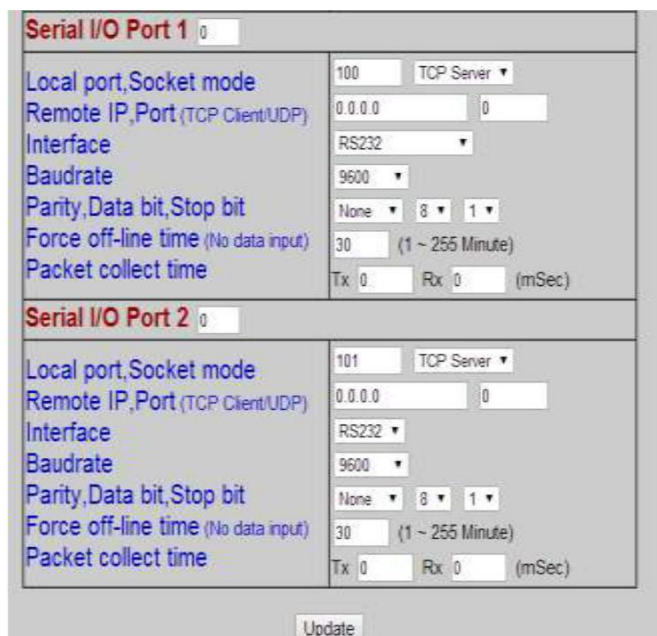 Serial I/O Port 1 0
Local port,Socket mode 100 TCP Server
Remote IP,Port (TCP Client/UDP) 0.0.0.0 0
Interface RS232
Baudrate 9600
Parity,Data bit,Stop bit None 8 1
Force off-line time (No data input) 30 (1 ~ 255 Minute)
Packet collect time Tx 0 Rx 0 (mSec)
Serial I/O Port 2 0
Local port,Socket mode 101 TCP Server
Remote IP,Port (TCP Client/UDP) 0.0.0.0 0
Interface RS232
Baudrate 9600
Parity,Data bit,Stop bit None 8 1
Force off-line time (No data input) 30 (1 ~ 255 Minute)
Packet collect time Tx 0 Rx 0 (mSec)
Update